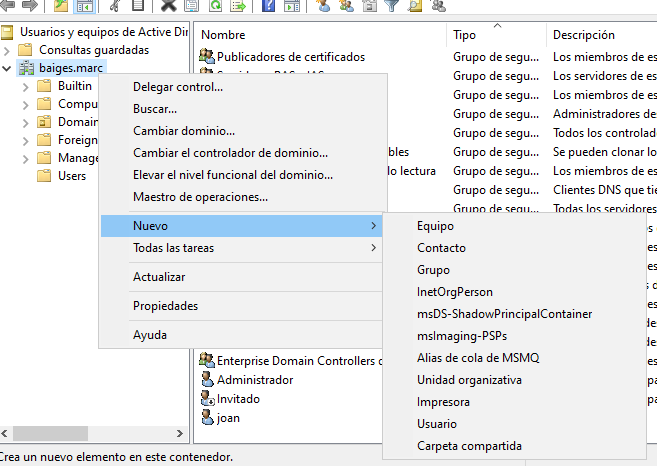 Usuarios y equipos de Active Dir
Consultas guardadas
baiges.marc
Builtin
Compu
Domain
Foreign
Manage
Users
Nombre
Tipo
Descripción
Publicadores de certificados
Grupo de segu...
Los miembros de es
Grupo de segu...
Los servidores de es
Grupo de segu...
Los miembros de es
Grupo de segu...
Administradores de
Grupo de segu...
Todos los controlad
bles
Grupo de segu...
Se pueden clonar lo
lo lectura
Grupo de segu...
Los miembros de es
Grupo de segu...
Clientes DNS que tie
Grupo de segu...
Todos los servidores
Delegar control...
Buscar...
Cambiar dominio...
Cambiar el controlador de dominio...
Elevar el nivel funcional del dominio...
Maestro de operaciones...
Nuevo
Todas las tareas
Actualizar
Propiedades
Ayuda
Equipo
Contacto
Grupo
InetOrgPerson
msDS-ShadowPrincipalContainer
msImaging-PSPs
Alias de cola de MSMQ
Unidad organizativa
Impresora
Usuario
Carpeta compartida
Enterprise Domain Controllers d
Administrador
Invitado
joan
Crea un nuevo elemento en este contenedor.